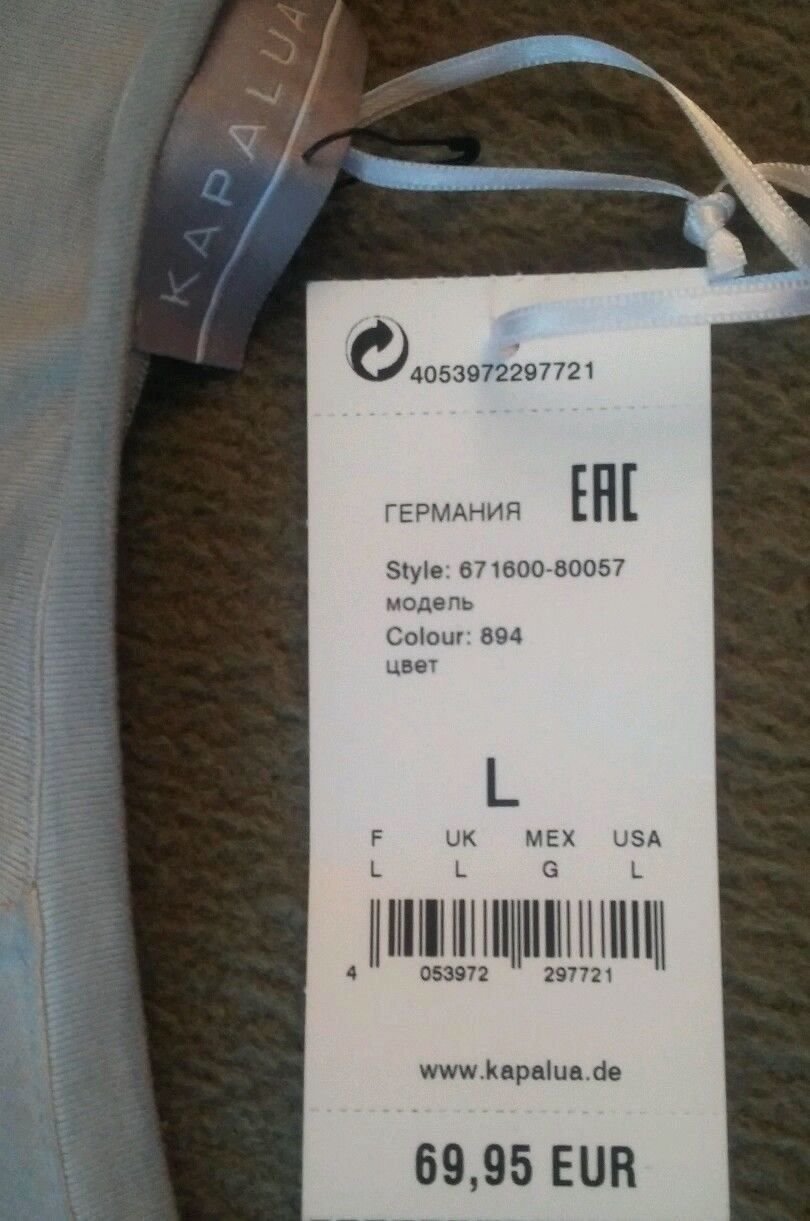 KAPALUA
4053972297721
ГЕРМАНИЯ EAC
Style: 671600-80057
модель
Colour: 894
цвет
L
F UK MEX USA
L L G L
4 053972 297721
www.kapalua.de
69,95 EUR